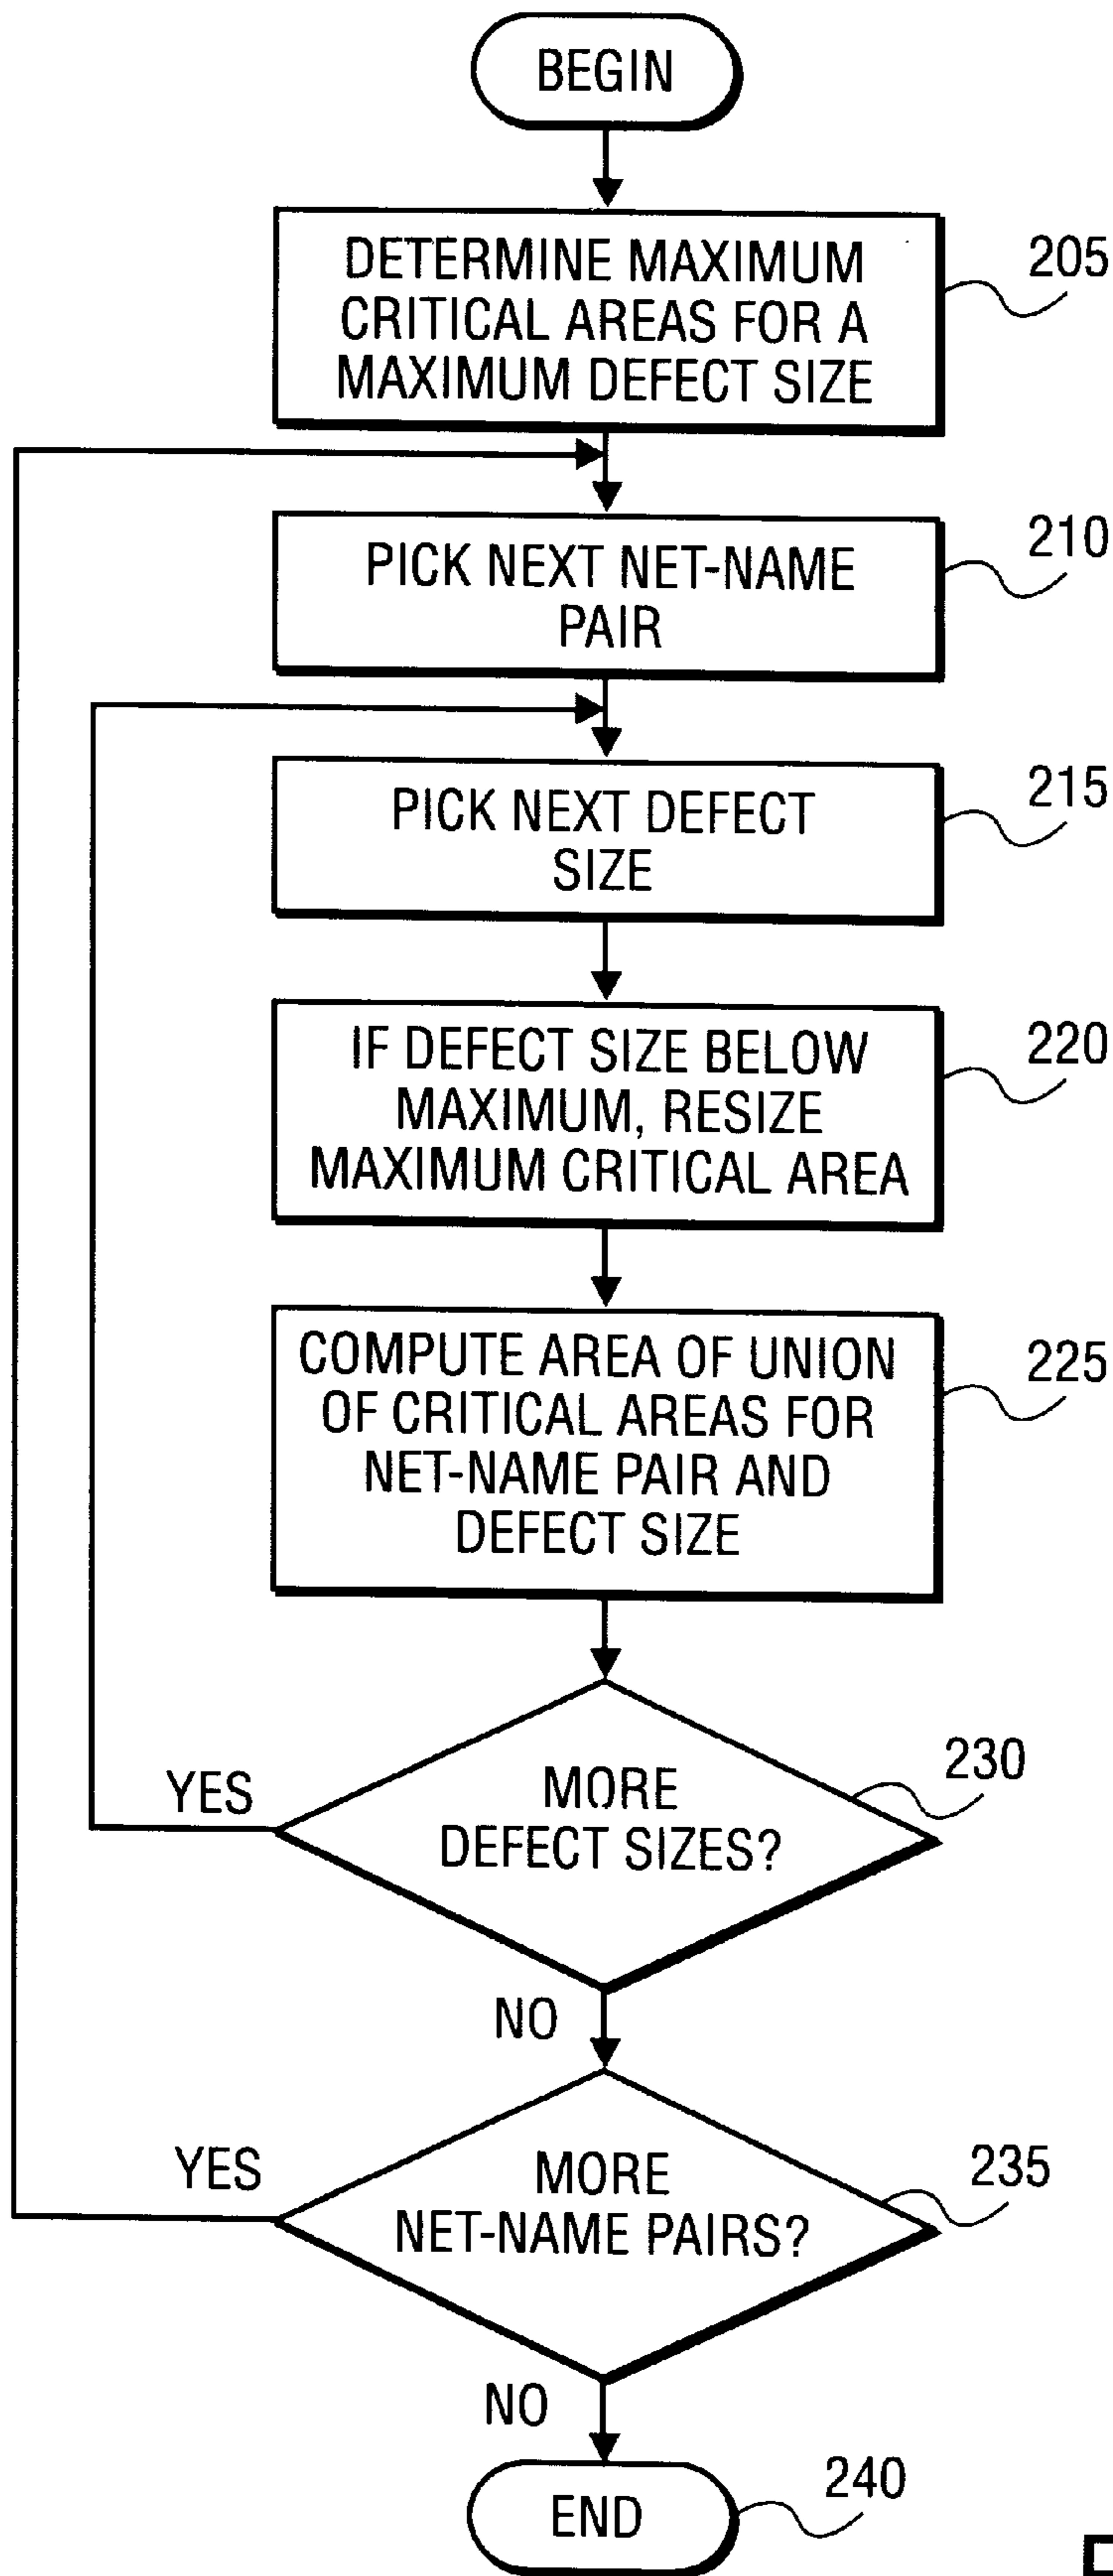 BEGIN
DETERMINE MAXIMUM
CRITICAL AREAS FOR A
MAXIMUM DEFECT SIZE
205
PICK NEXT NET-NAME
PAIR
210
PICK NEXT DEFECT
SIZE
215
IF DEFECT SIZE BELOW
MAXIMUM, RESIZE
MAXIMUM CRITICAL AREA
220
COMPUTE AREA OF UNION
OF CRITICAL AREAS FOR
NET-NAME PAIR AND
DEFECT SIZE
225
MORE
DEFECT SIZES?
230
YES
NO
MORE
NET-NAME PAIRS?
235
YES
NO
END
240